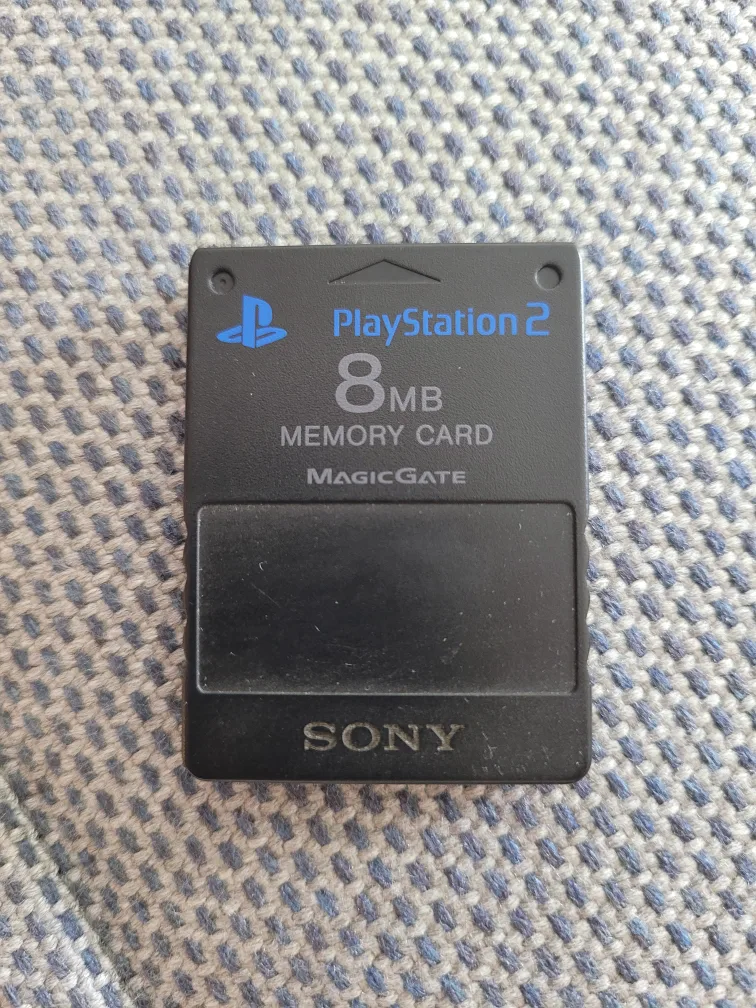 PlayStation 2
8MB
MEMORY CARD
MAGICGATE
SONY